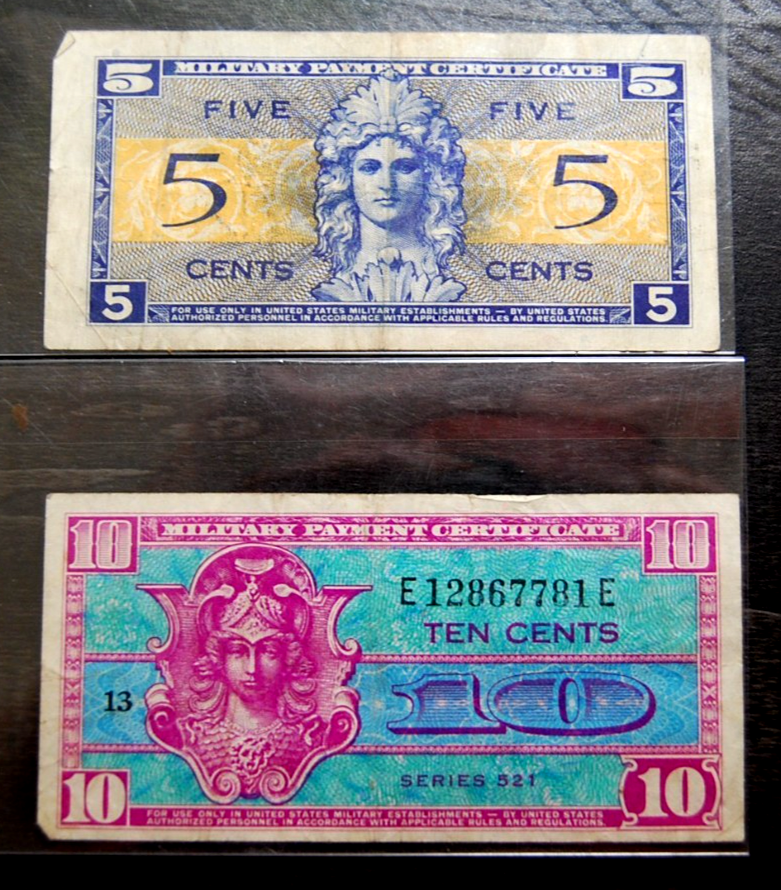 5 MILITARY PAYMENT CERTIFICATE 5
FIVE FIVE
5 5
CENTS CENTS
5 FOR USE ONLY IN UNITED STATES MILITARY ESTABLISHMENTS — BY UNITED STATES 5
AUTHORIZED PERSONNEL IN ACCORDANCE WITH APPLICABLE RULES AND REGULATIONS.
10 MILITARY PAYMENT CERTIFICATE 10
E12867781E
TEN CENTS
13 10
SERIES 521
10 10
FOR USE ONLY IN UNITED STATES MILITARY ESTABLISHMENTS — BY UNITED STATES
AUTHORIZED PERSONNEL IN ACCORDANCE WITH APPLICABLE RULES AND REGULATIONS.